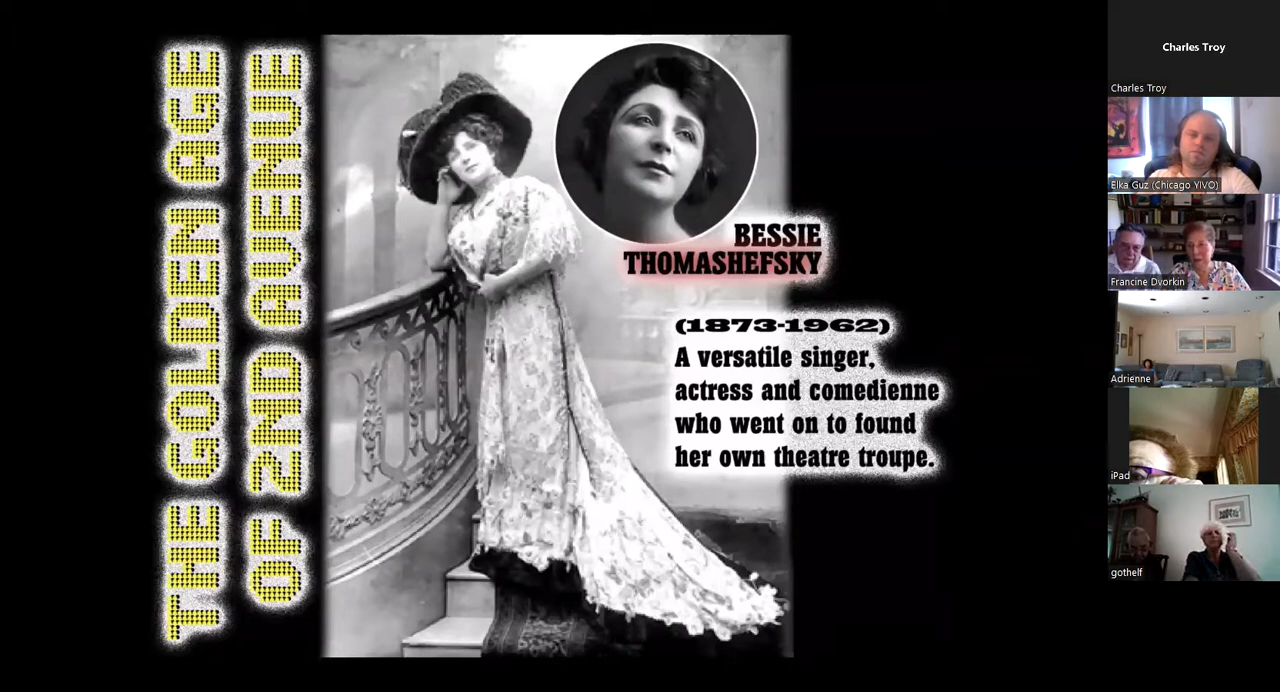 THE GOLDEN AGE
OF 2ND AVENUE
BESSIE
THOMASHEFSKY
(1873-1962)
A versatile singer,
actress and comedienne
who went on to found
her own theatre troupe.
Charles Troy
Charles Troy
Elka Guz (Chicago YIVO)
Francine Dvorkin
Adrienne
iPad
gothelf